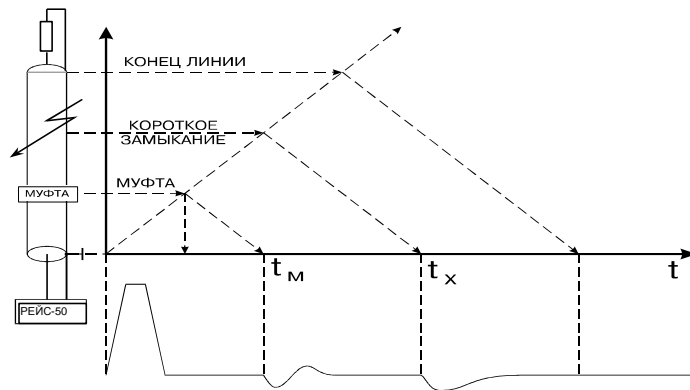 КОНЕЦ ЛИНИИ
КОРОТКОЕ
ЗАМЫКАНИЕ
МУФТА
МУФТА
t м
t х
t
РЕЙС-50